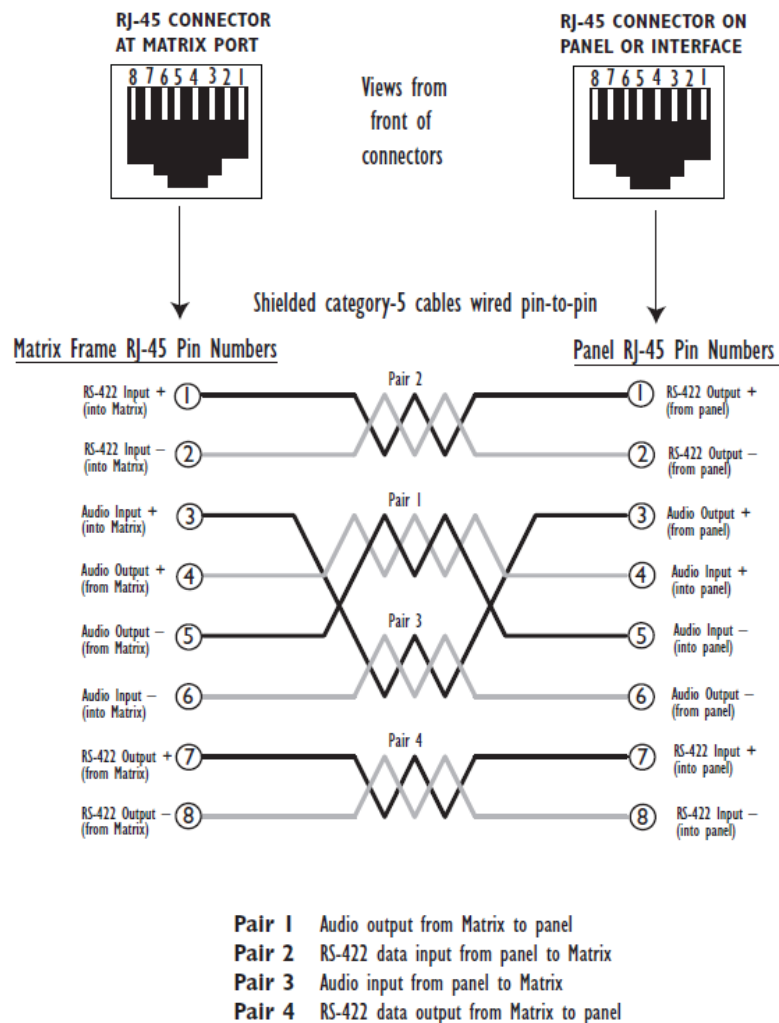 RJ-45 CONNECTOR
AT MATRIX PORT
RJ-45 CONNECTOR ON
PANEL OR INTERFACE
8 7 6 5 4 3 2 1
Views from
front of
connectors
8 7 6 5 4 3 2 1
Shielded category-5 cables wired pin-to-pin
Matrix Frame RJ-45 Pin Numbers
Panel RJ-45 Pin Numbers
RS-422 Input +
(into Matrix)
1
Pair 2
1
RS-422 Output +
(from panel)
RS-422 Input –
(into Matrix)
2
2
RS-422 Output –
(from panel)
Audio Input +
(into Matrix)
3
Pair 1
3
Audio Output +
(from panel)
Audio Output +
(from Matrix)
4
4
Audio Input +
(into panel)
Audio Output –
(from Matrix)
5
Pair 3
5
Audio Input –
(into panel)
Audio Input –
(into Matrix)
6
6
Audio Output –
(from panel)
RS-422 Output +
(from Matrix)
7
Pair 4
7
RS-422 Input +
(into panel)
RS-422 Output –
(from Matrix)
8
8
RS-422 Input –
(into panel)
Pair 1 Audio output from Matrix to panel
Pair 2 RS-422 data input from panel to Matrix
Pair 3 Audio input from panel to Matrix
Pair 4 RS-422 data output from Matrix to panel